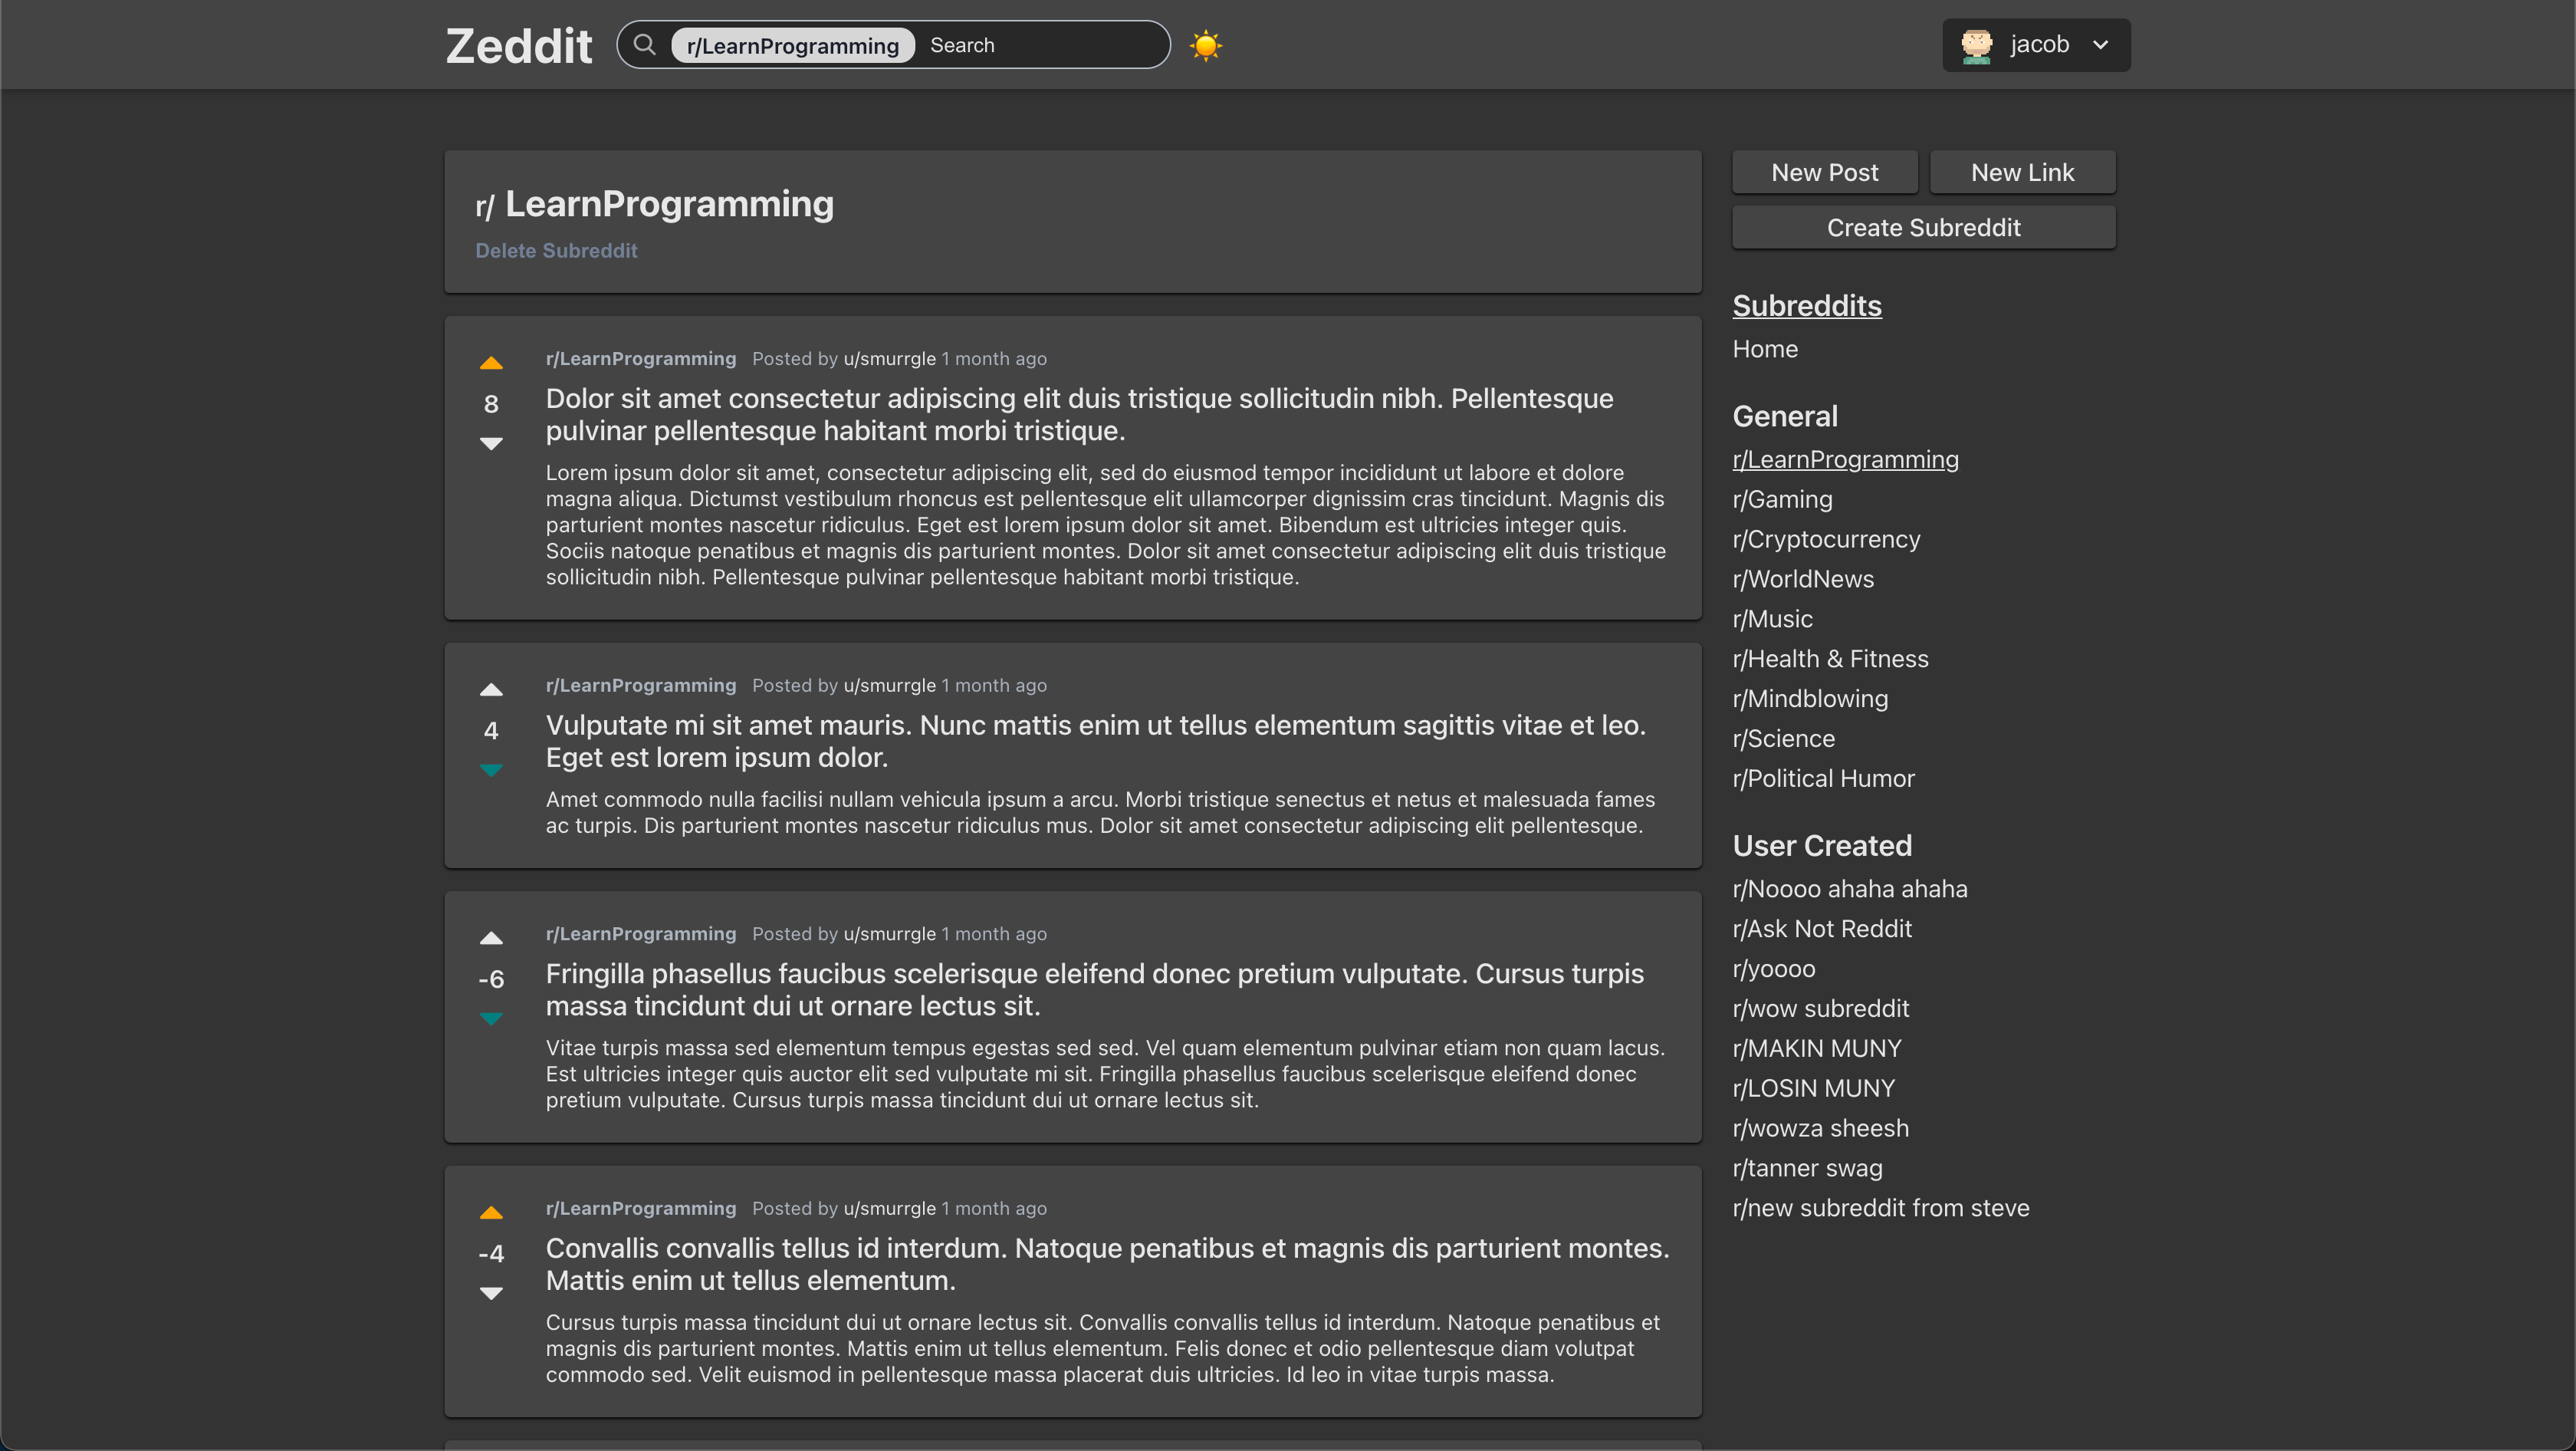 Zeddit
r/LearnProgramming Search
jacob
r/ LearnProgramming
Delete Subreddit
r/LearnProgramming Posted by u/smurrgle 1 month ago
8
Dolor sit amet consectetur adipiscing elit duis tristique sollicitudin nibh. Pellentesque
pulvinar pellentesque habitant morbi tristique.
Lorem ipsum dolor sit amet, consectetur adipiscing elit, sed do eiusmod tempor incididunt ut labore et dolore
magna aliqua. Dictumst vestibulum rhoncus est pellentesque elit ullamcorper dignissim cras tincidunt. Magnis dis
parturient montes nascetur ridiculus. Eget est lorem ipsum dolor sit amet. Bibendum est ultricies integer quis.
Sociis natoque penatibus et magnis dis parturient montes. Dolor sit amet consectetur adipiscing elit duis tristique
sollicitudin nibh. Pellentesque pulvinar pellentesque habitant morbi tristique.
r/LearnProgramming Posted by u/smurrgle 1 month ago
4
Vulputate mi sit amet mauris. Nunc mattis enim ut tellus elementum sagittis vitae et leo.
Eget est lorem ipsum dolor.
Amet commodo nulla facilisi nullam vehicula ipsum a arcu. Morbi tristique senectus et netus et malesuada fames
ac turpis. Dis parturient montes nascetur ridiculus mus. Dolor sit amet consectetur adipiscing elit pellentesque.
r/LearnProgramming Posted by u/smurrgle 1 month ago
-6
Fringilla phasellus faucibus scelerisque eleifend donec pretium vulputate. Cursus turpis
massa tincidunt dui ut ornare lectus sit.
Vitae turpis massa sed elementum tempus egestas sed sed. Vel quam elementum pulvinar etiam non quam lacus.
Est ultricies integer quis auctor elit sed vulputate mi sit. Fringilla phasellus faucibus scelerisque eleifend donec
pretium vulputate. Cursus turpis massa tincidunt dui ut ornare lectus sit.
r/LearnProgramming Posted by u/smurrgle 1 month ago
-4
Convallis convallis tellus id interdum. Natoque penatibus et magnis dis parturient montes.
Mattis enim ut tellus elementum.
Cursus turpis massa tincidunt dui ut ornare lectus sit. Convallis convallis tellus id interdum. Natoque penatibus et
magnis dis parturient montes. Mattis enim ut tellus elementum. Felis donec et odio pellentesque diam volutpat
commodo sed. Velit euismod in pellentesque massa placerat duis ultricies. Id leo in vitae turpis massa.
New Post
New Link
Create Subreddit
Subreddits
Home
General
r/LearnProgramming
r/Gaming
r/Cryptocurrency
r/WorldNews
r/Music
r/Health & Fitness
r/Mindblowing
r/Science
r/Political Humor
User Created
r/Noooo ahaha ahaha
r/Ask Not Reddit
r/yoooo
r/wow subreddit
r/MAKIN MUNY
r/LOSIN MUNY
r/wowza sheesh
r/tanner swag
r/new subreddit from steve